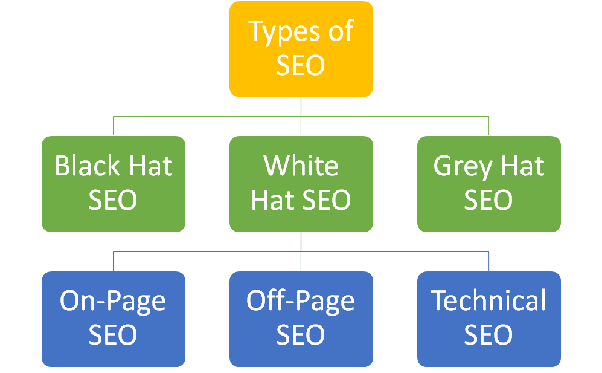 Types of
SEO
Black Hat
SEO
White
Hat SEO
Grey Hat
SEO
On-Page
SEO
Off-Page
SEO
Technical
SEO